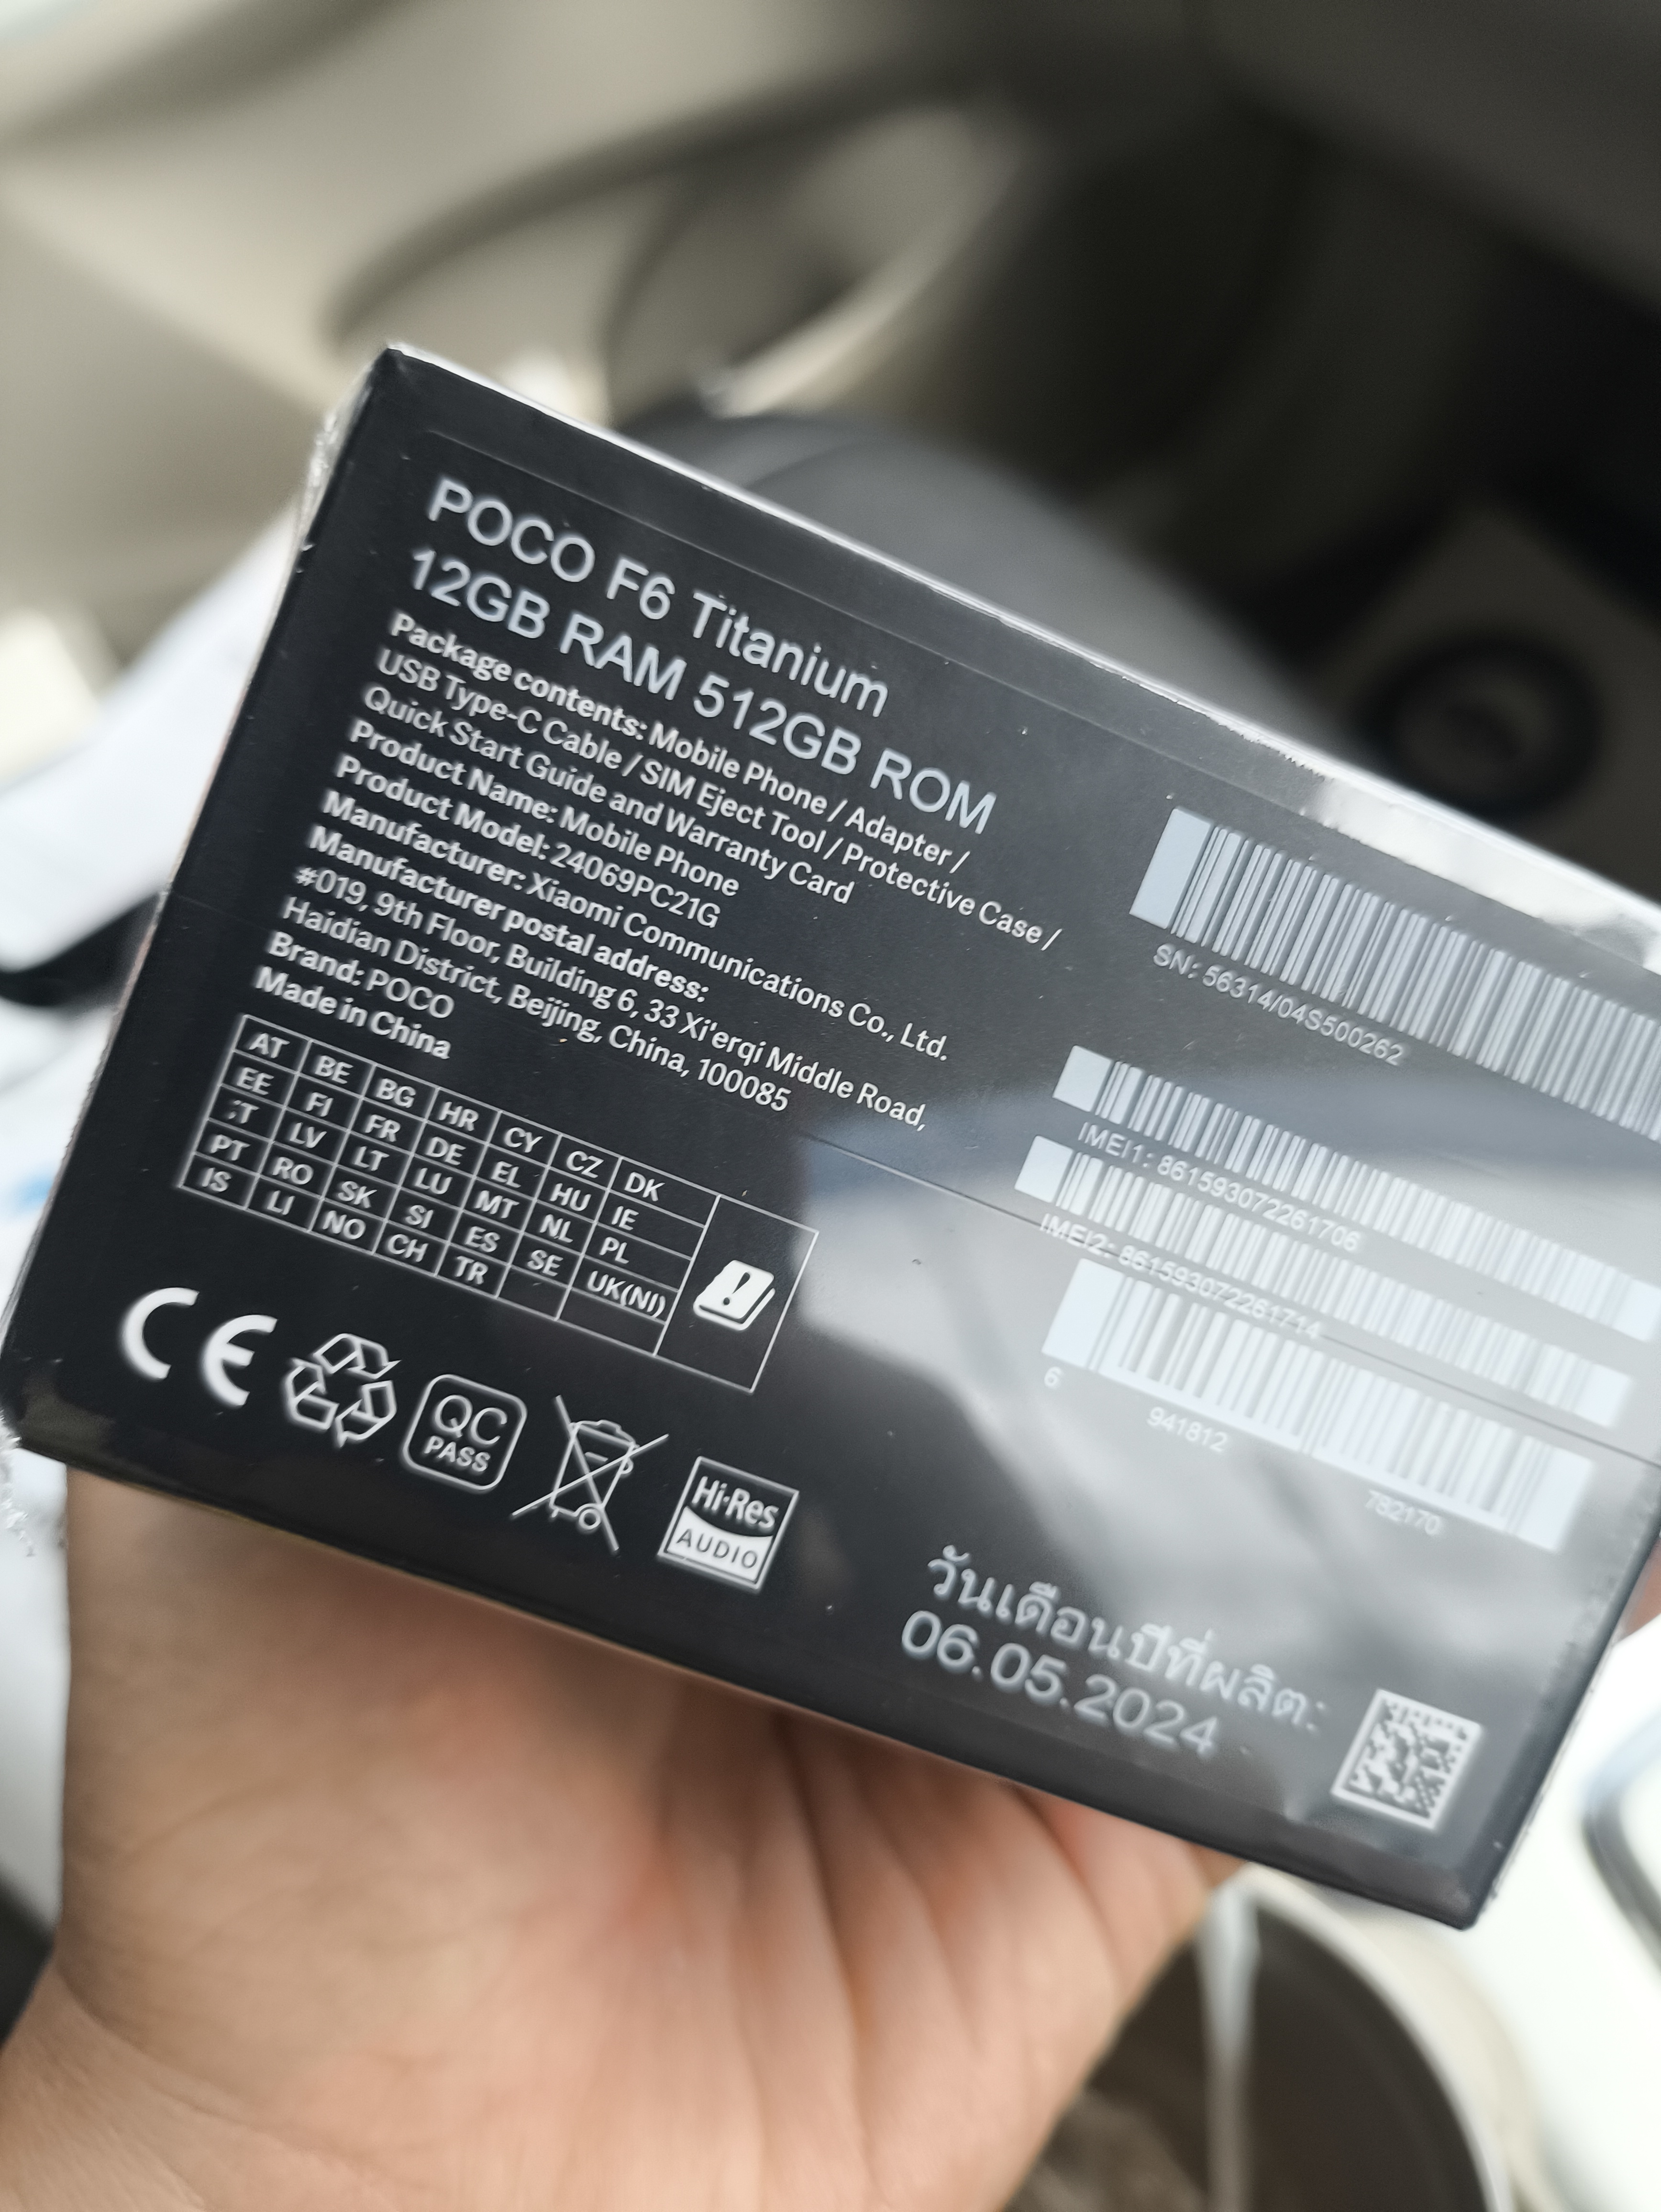 POCO F6 Titanium
12GB RAM 512GB ROM
Package contents: Mobile Phone / Adapter /
USB Type-C Cable / SIM Eject Tool / Protective Case /
Quick Start Guide and Warranty Card
Product Name: Mobile Phone
Product Model: 24069PC21G
Manufacturer: Xiaomi Communications Co., Ltd.
Manufacturer postal address:
#019, 9th Floor, Building 6, 33 Xi'erqi Middle Road,
Haidian District, Beijing, China, 100085
Brand: POCO
Made in China
AT BE BG HR CY CZ DK
EE FI FR DE EL HU IE
LV LT LU MT NL PL
PT RO SK SI ES SE UK(NI)
IS LI NO CH TR
CE
QC
PASS
Hi-Res
AUDIO
SN: 56314/04S500262
IMEI1: 861593072261706
IMEI2: 861593072261714
6 941812 782170
วันเดือนปีที่ผลิต:
06.05.2024